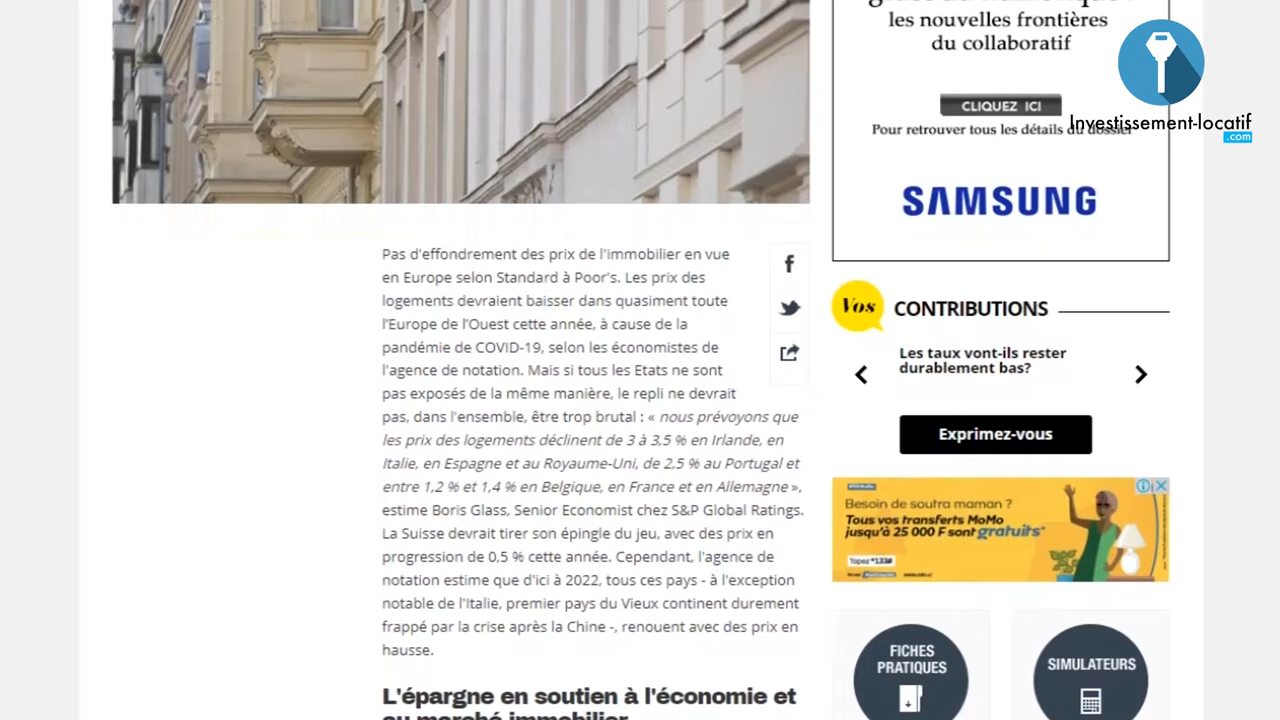 les nouvelles frontières
du collaboratif
CLIQUEZ ICI
Pour retrouver tous les détails du dossier
SAMSUNG
Investissement-locatif
.com
Pas d'effondrement des prix de l'immobilier en vue
en Europe selon Standard à Poor's. Les prix des
logements devraient baisser dans quasiment toute
l'Europe de l'Ouest cette année, à cause de la
pandémie de COVID-19, selon les économistes de
l'agence de notation. Mais si tous les Etats ne sont
pas exposés de la même manière, le repli ne devrait
pas, dans l'ensemble, être trop brutal : « nous prévoyons que
les prix des logements déclinent de 3 à 3,5 % en Irlande, en
Italie, en Espagne et au Royaume-Uni, de 2,5 % au Portugal et
entre 1,2 % et 1,4 % en Belgique, en France et en Allemagne »,
estime Boris Glass, Senior Economist chez S&P Global Ratings.
La Suisse devrait tirer son épingle du jeu, avec des prix en
progression de 0,5 % cette année. Cependant, l'agence de
notation estime que d'ici à 2022, tous ces pays - à l'exception
notable de l'Italie, premier pays du Vieux continent durement
frappé par la crise après la Chine -, renouent avec des prix en
hausse.
L'épargne en soutien à l'économie et
au marché immobilier
Vos CONTRIBUTIONS
Les taux vont-ils rester
durablement bas?
Exprimez-vous
Besoin de soutra maman ?
Tous vos transferts MoMo
jusqu'à 25 000 F sont gratuits*
Tapez *133#
FICHES
PRATIQUES
SIMULATEURS